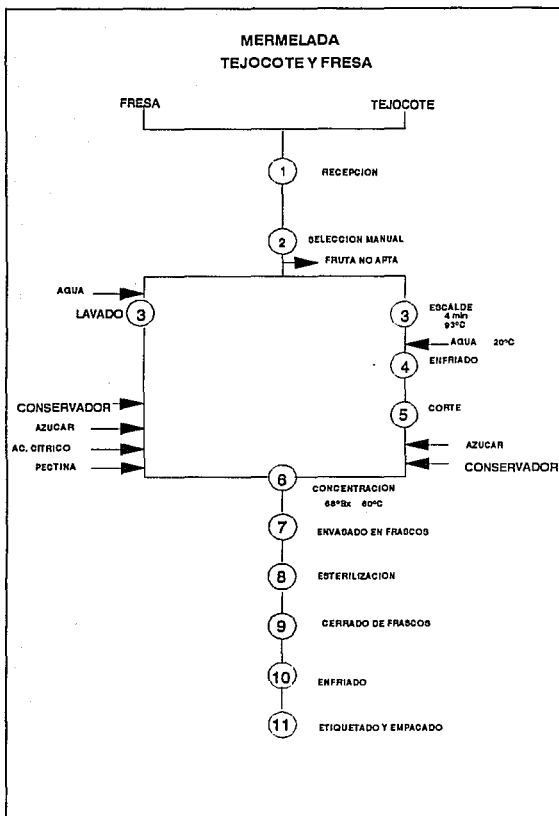 MERMELADA
TEJOCOTE Y FRESA
FRESA
TEJOCOTE
1 RECEPCION
2 SELECCION MANUAL
FRUTA NO APTA
AGUA
LAVADO 3
3 ESCALDE
4 min
93°C
AGUA 20°C
4 ENFRIADO
5 CORTE
CONSERVADOR
AZUCAR
AC. CITRICO
PECTINA
AZUCAR
CONSERVADOR
6 CONCENTRACION
68°Bx 60°C
7 ENVASADO EN FRASCOS
8 ESTERILIZACION
9 CERRADO DE FRASCOS
10 ENFRIADO
11 ETIQUETADO Y EMPACADO